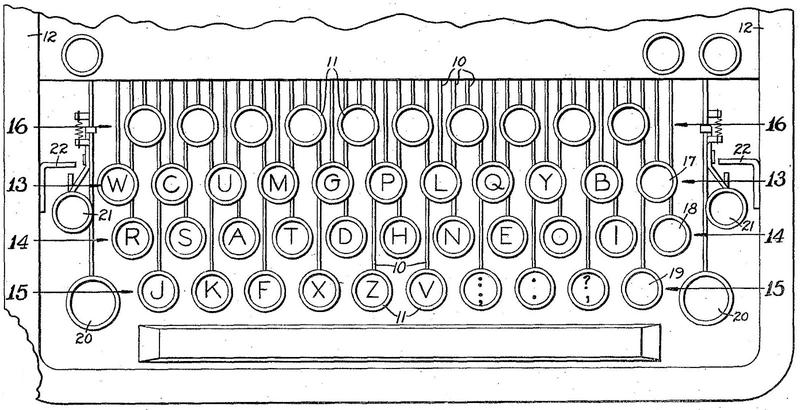 12 12
11 10
16 16
22 22
13 W C U M G P L Q Y B 17 13
21 18 21
14 R S A T D H N E O I 14
10
15 J K F X Z V : ; . . ? ; 19 15
20 11 20